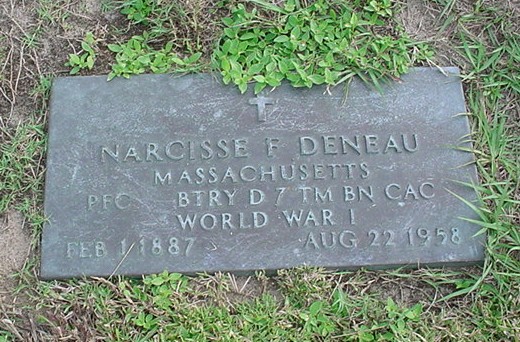 NARCISSE F DENEAU
MASSACHUSETTS
PFC BTRY D 7 TM BN CAC
WORLD WAR I
FEB 1 1887 AUG 22 1958